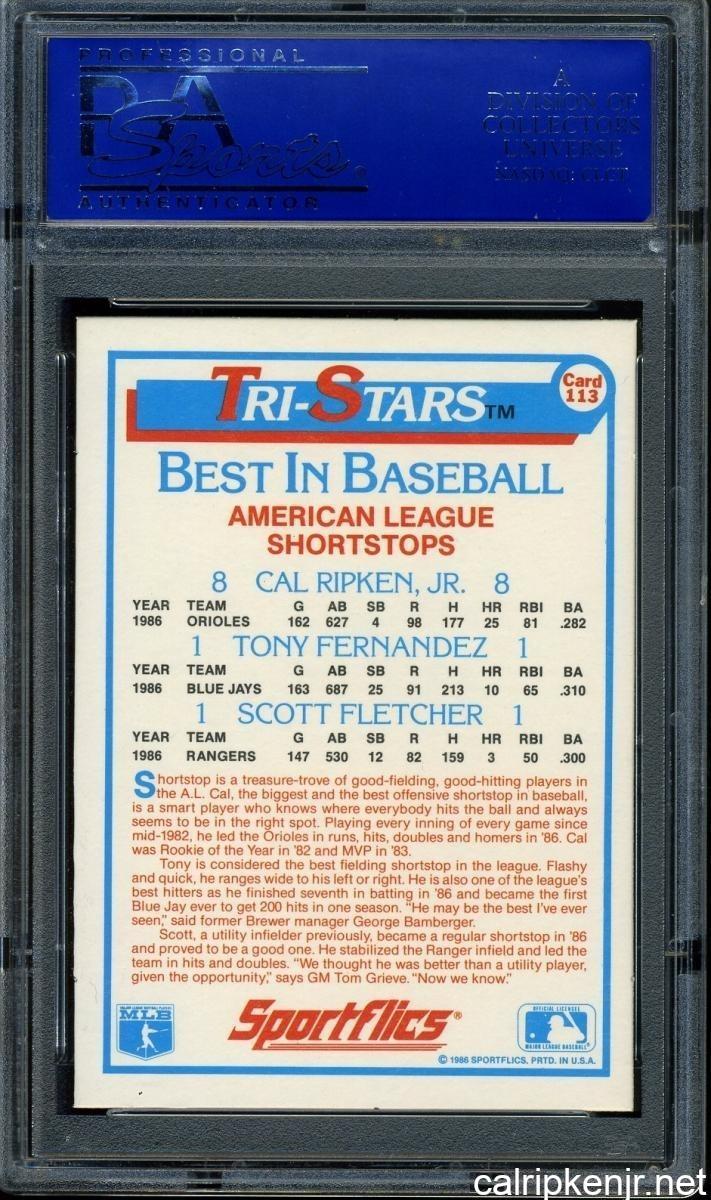 PROFESSIONAL
PSA
Sports®
AUTHENTICATOR
A
DIVISION OF
COLLECTORS
UNIVERSE
NASDAQ: CLCT
TRI-STARS™
Card
113
BEST IN BASEBALL
AMERICAN LEAGUE
SHORTSTOPS
8 CAL RIPKEN, JR. 8
YEAR TEAM G AB SB R H HR RBI BA
1986 ORIOLES 162 627 4 98 177 25 81 .282
1 TONY FERNANDEZ 1
YEAR TEAM G AB SB R H HR RBI BA
1986 BLUE JAYS 163 687 25 91 213 10 65 .310
1 SCOTT FLETCHER 1
YEAR TEAM G AB SB R H HR RBI BA
1986 RANGERS 147 530 12 82 159 3 50 .300
Shortstop is a treasure-trove of good-fielding, good-hitting players in
the A.L. Cal, the biggest and the best offensive shortstop in baseball,
is a smart player who knows where everybody hits the ball and always
seems to be in the right spot. Playing every inning of every game since
mid-1982, he led the Orioles in runs, hits, doubles and homers in '86. Cal
was Rookie of the Year in '82 and MVP in '83.
Tony is considered the best fielding shortstop in the league. Flashy
and quick, he ranges wide to his left or right. He is also one of the league's
best hitters as he finished seventh in batting in '86 and became the first
Blue Jay ever to get 200 hits in one season. "He may be the best I've ever
seen," said former Brewer manager George Bamberger.
Scott, a utility infielder previously, became a regular shortstop in '86
and proved to be a good one. He stabilized the Ranger infield and led the
team in hits and doubles. "We thought he was better than a utility player,
given the opportunity," says GM Tom Grieve. "Now we know."
MAJOR LEAGUE BASEBALL PLAYERS
MLB
Sportflics®
OFFICIAL LICENSEE
MAJOR LEAGUE BASEBALL®
© 1986 SPORTFLICS. PRTD. IN U.S.A.
calripkenjr.net